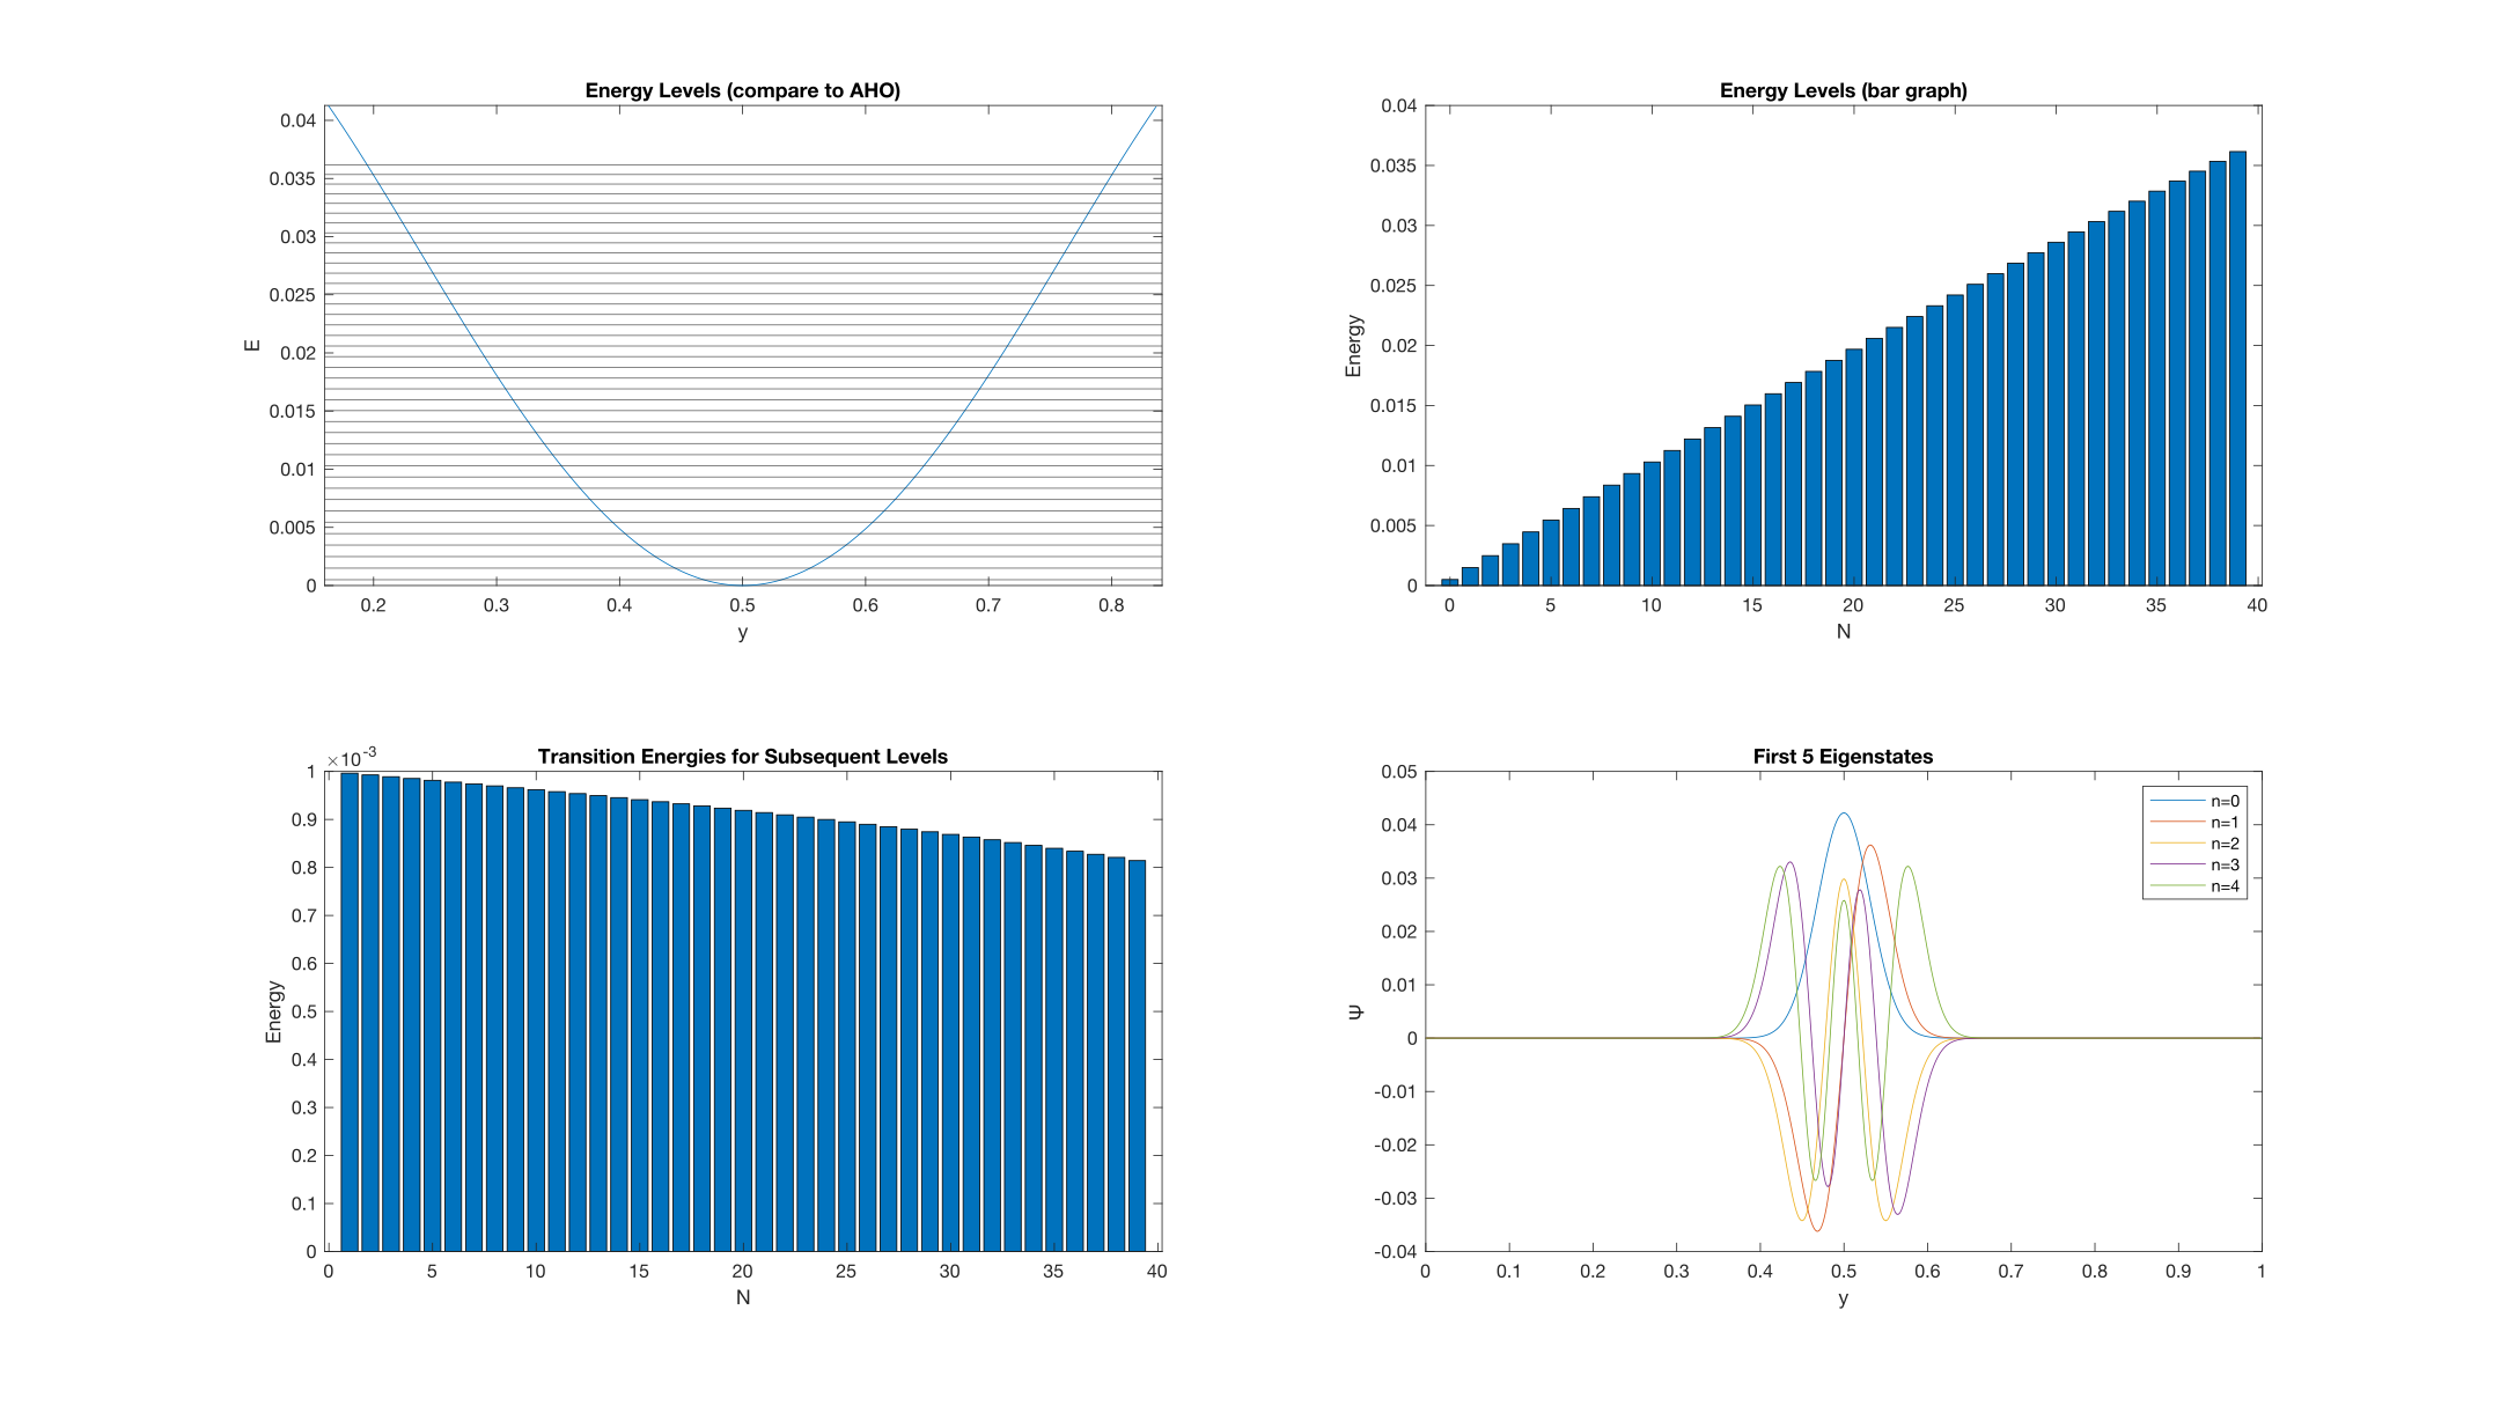 Energy Levels (compare to AHO)
0.04
0.035
0.03
0.025
0.02
0.015
0.01
0.005
0
E
0.2 0.3 0.4 0.5 0.6 0.7 0.8
y
Energy Levels (bar graph)
0.04
0.035
0.03
0.025
0.02
0.015
0.01
0.005
0
Energy
0 5 10 15 20 25 30 35 40
N
Transition Energies for Subsequent Levels
×10-3
1
0.9
0.8
0.7
0.6
0.5
0.4
0.3
0.2
0.1
0
Energy
0 5 10 15 20 25 30 35 40
N
First 5 Eigenstates
0.05
0.04
0.03
0.02
0.01
0
-0.01
-0.02
-0.03
-0.04
Ψ
0 0.1 0.2 0.3 0.4 0.5 0.6 0.7 0.8 0.9 1
y
n=0
n=1
n=2
n=3
n=4